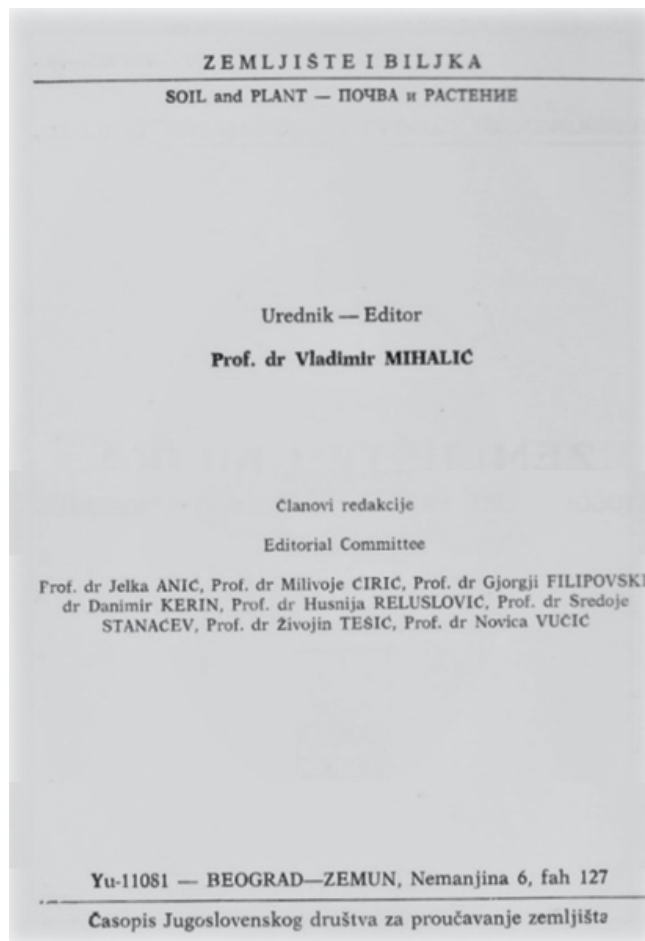 ZEMLJIŠTE I BILJKA
SOIL and PLANT — ПОЧВА и РАСТЕНИЕ
Urednik — Editor
Prof. dr Vladimir MIHALIĆ
Članovi redakcije
Editorial Committee
Prof. dr Jelka ANIĆ, Prof. dr Milivoje ĆIRIĆ, Prof. dr Gjorgji FILIPOVSKI
dr Danimir KERIN, Prof. dr Husnija RELUSLOVIĆ, Prof. dr Sredoje
STANAĆEV, Prof. dr Živojin TEŠIĆ, Prof. dr Novica VUČIĆ
Yu-11081 — BEOGRAD—ZEMUN, Nemanjina 6, fah 127
Časopis Jugoslovenskog društva za proučavanje zemljišta